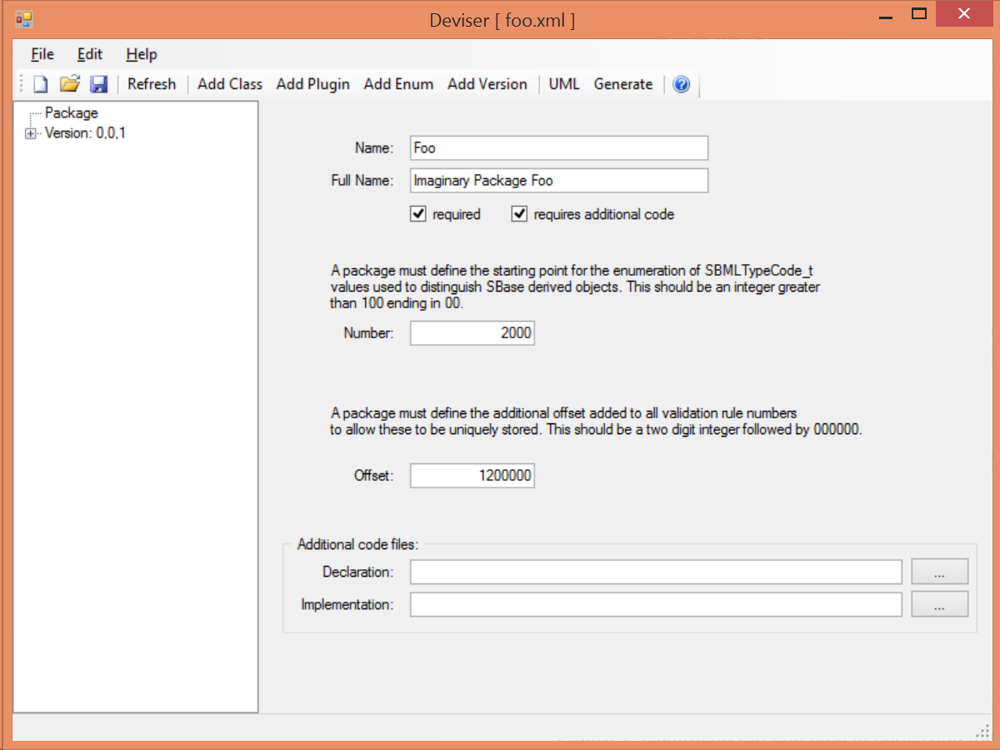 Deviser [ foo.xml ]
File Edit Help
Refresh Add Class Add Plugin Add Enum Add Version UML Generate
Package
Version: 0,0,1
Name: Foo
Full Name: Imaginary Package Foo
required requires additional code
A package must define the starting point for the enumeration of SBMLTypeCode_t
values used to distinguish SBase derived objects. This should be an integer greater
than 100 ending in 00.
Number: 2000
A package must define the additional offset added to all validation rule numbers
to allow these to be uniquely stored. This should be a two digit integer followed by 000000.
Offset: 1200000
Additional code files:
Declaration: ...
Implementation: ...